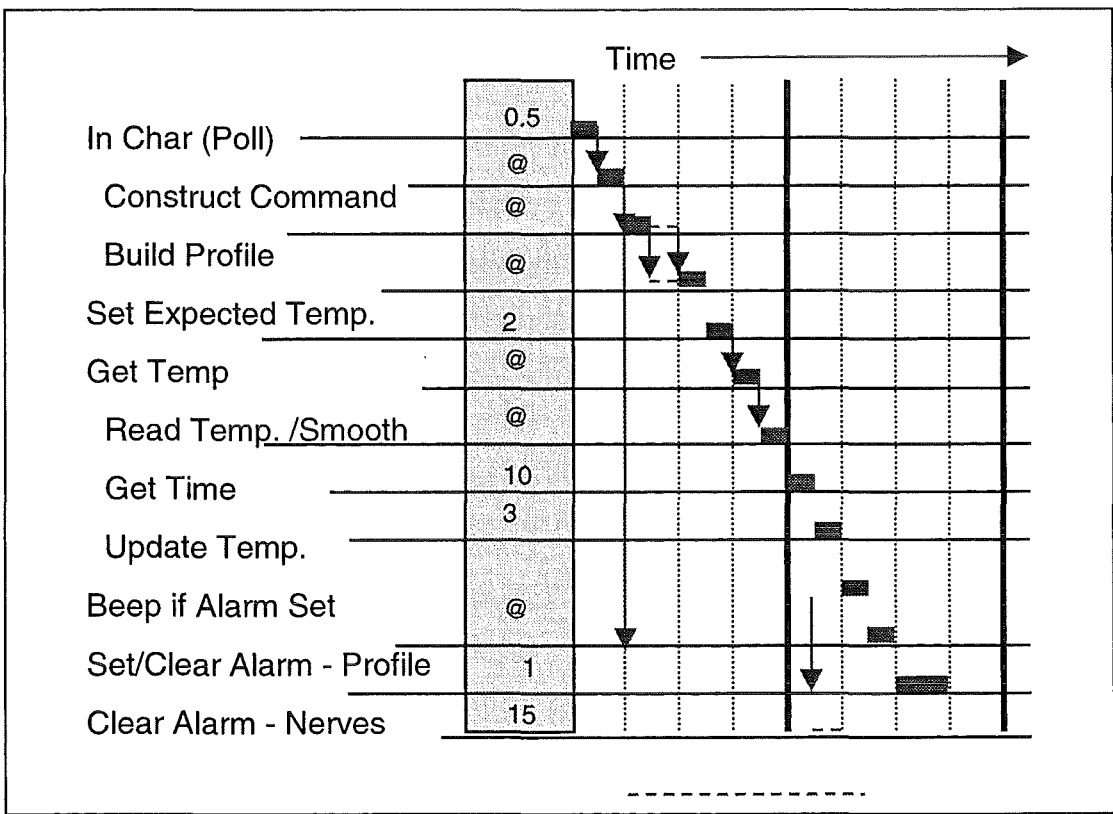 Time
0.5
In Char (Poll)
@
Construct Command
@
Build Profile
@
Set Expected Temp.
2
Get Temp
@
Read Temp. /Smooth
@
Get Time
10
Update Temp.
3
Beep if Alarm Set
@
Set/Clear Alarm - Profile
1
Clear Alarm - Nerves
15